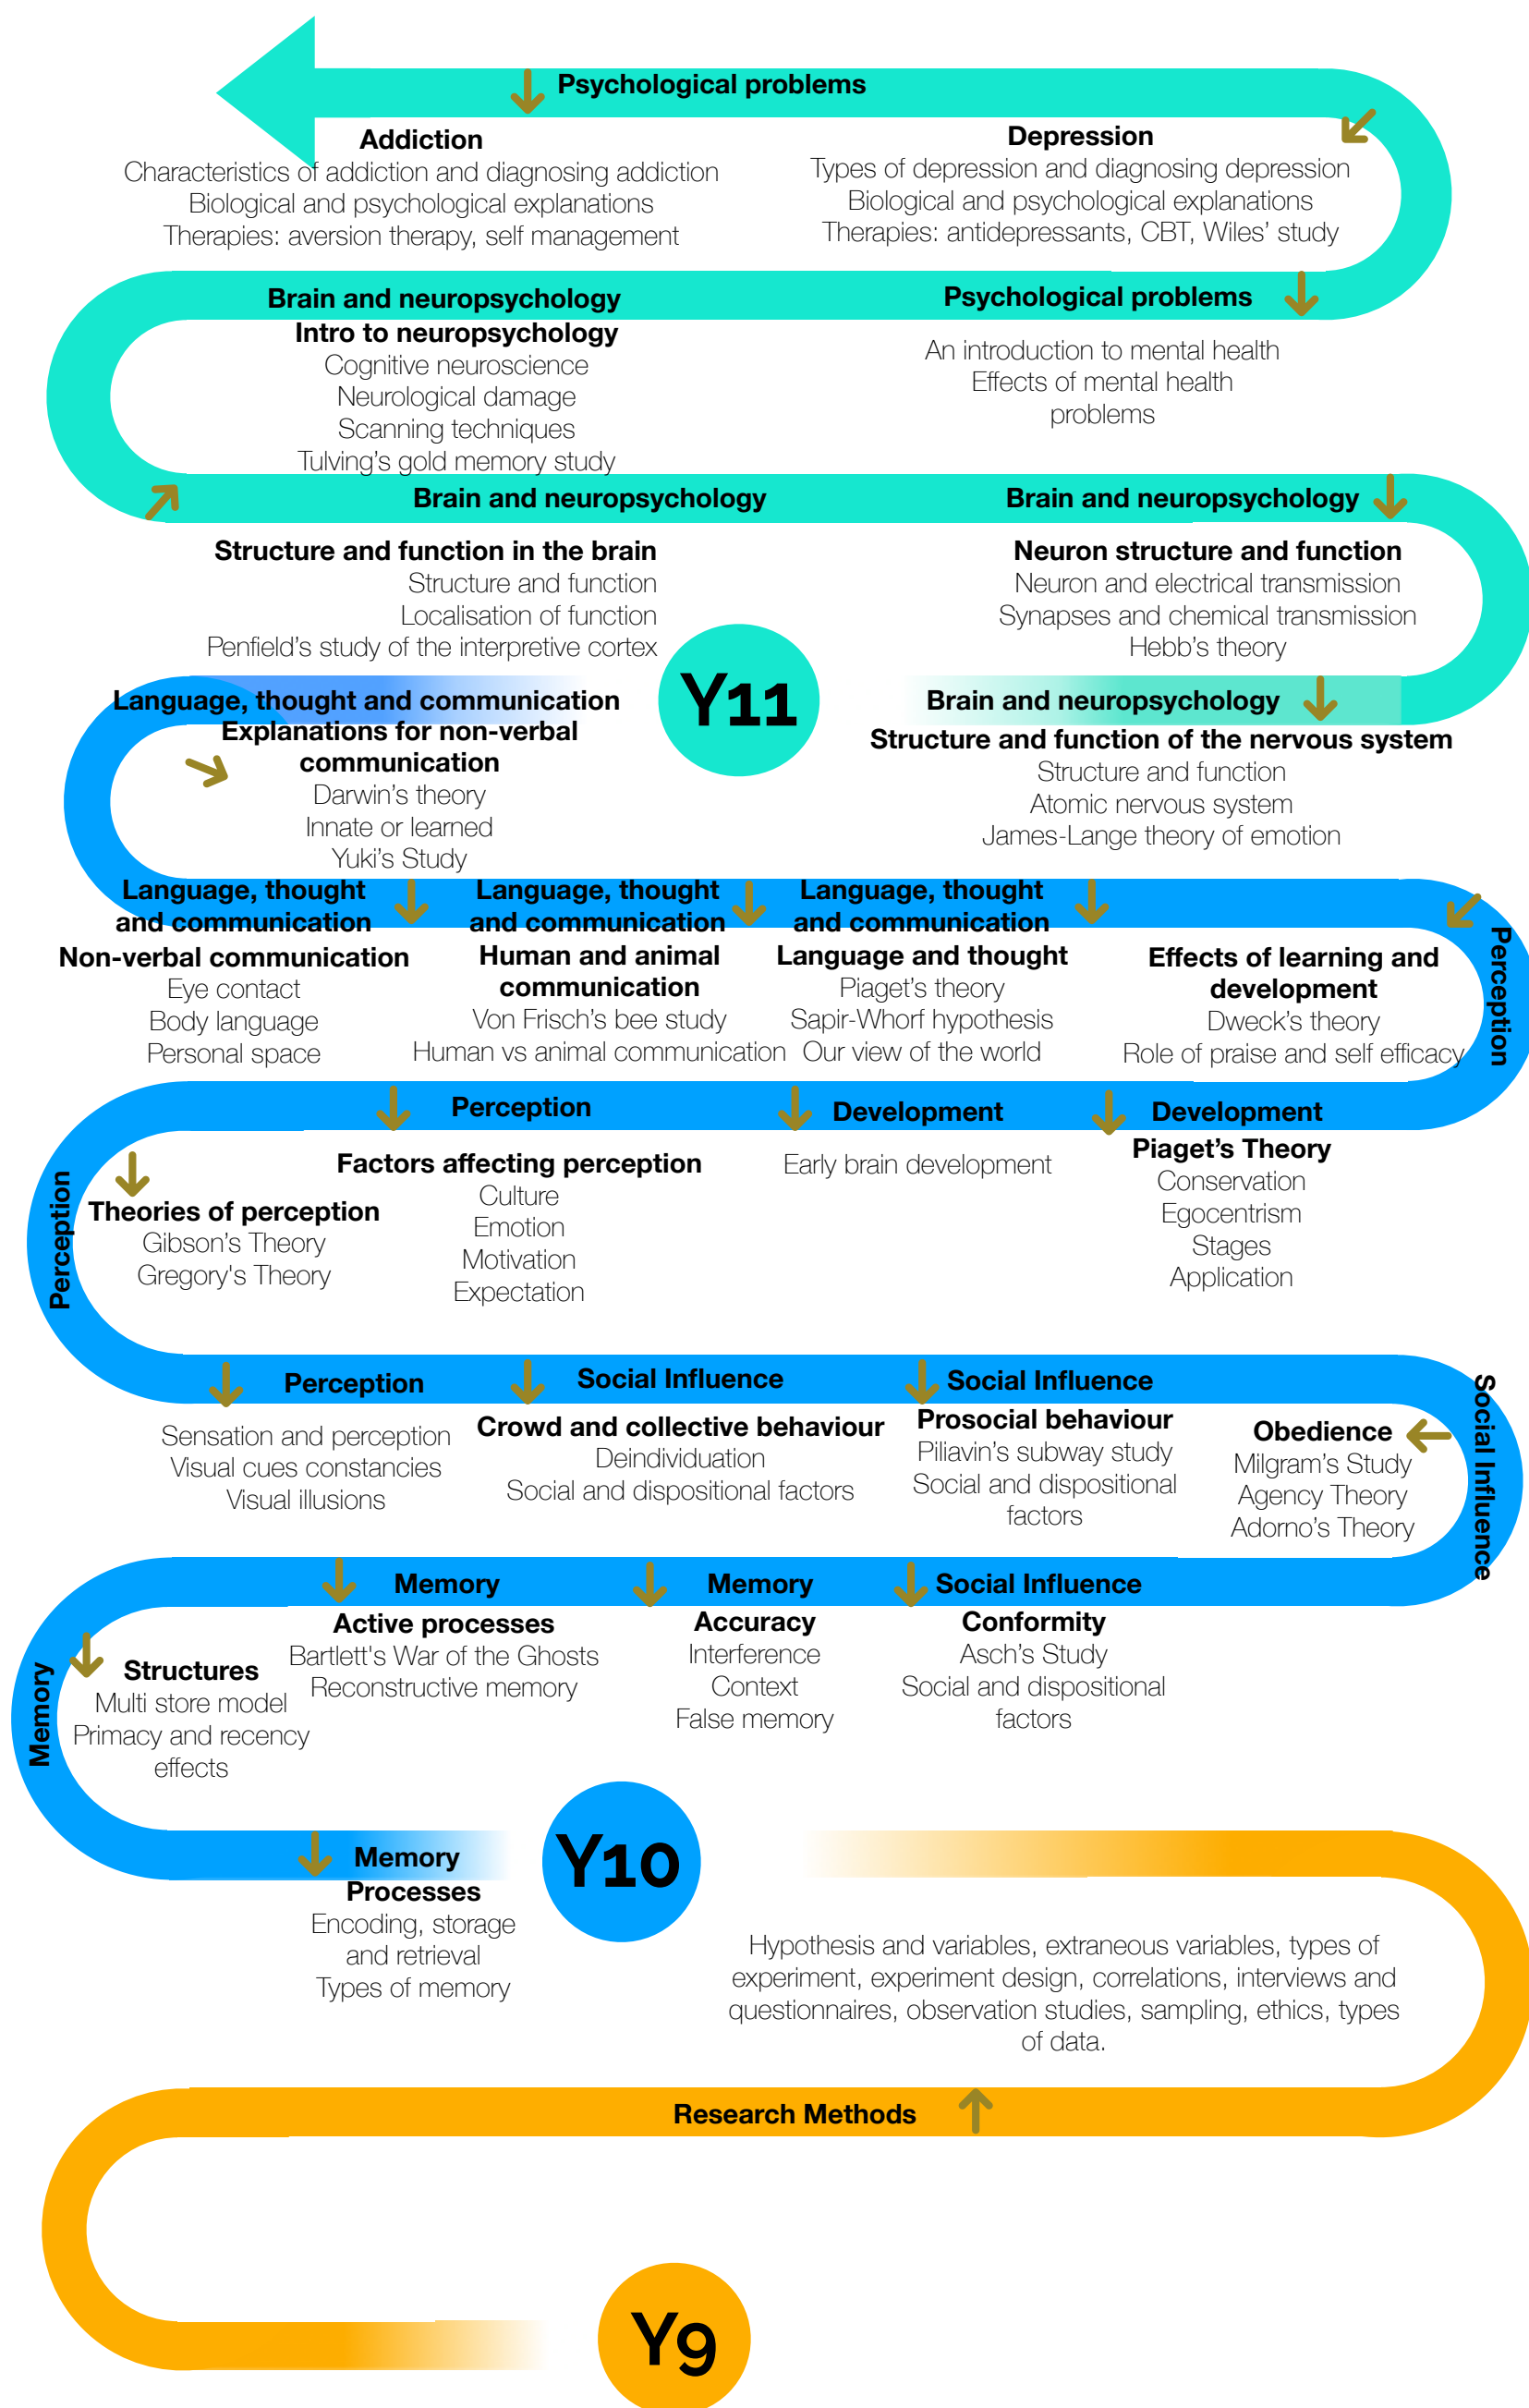 Psychological problems
Addiction
Characteristics of addiction and diagnosing addiction
Biological and psychological explanations
Therapies: aversion therapy, self management
Depression
Types of depression and diagnosing depression
Biological and psychological explanations
Therapies: antidepressants, CBT, Wiles' study
Brain and neuropsychology
Intro to neuropsychology
Cognitive neuroscience
Neurological damage
Scanning techniques
Tulving's gold memory study
Psychological problems
An introduction to mental health
Effects of mental health
problems
Brain and neuropsychology
Structure and function in the brain
Structure and function
Localisation of function
Penfield's study of the interpretive cortex
Brain and neuropsychology
Neuron structure and function
Neuron and electrical transmission
Synapses and chemical transmission
Hebb's theory
Language, thought and communication
Explanations for non-verbal
communication
Darwin's theory
Innate or learned
Yuki's Study
Y11
Brain and neuropsychology
Structure and function of the nervous system
Structure and function
Atomic nervous system
James-Lange theory of emotion
Language, thought
and communication
Non-verbal communication
Eye contact
Body language
Personal space
Language, thought
and communication
Human and animal
communication
Von Frisch's bee study
Human vs animal communication
Language, thought
and communication
Language and thought
Piaget's theory
Sapir-Whorf hypothesis
Our view of the world
Perception
Effects of learning and
development
Dweck's theory
Role of praise and self efficacy
Perception
Theories of perception
Gibson's Theory
Gregory's Theory
Perception
Factors affecting perception
Culture
Emotion
Motivation
Expectation
Development
Early brain development
Development
Piaget's Theory
Conservation
Egocentrism
Stages
Application
Perception
Sensation and perception
Visual cues constancies
Visual illusions
Social Influence
Crowd and collective behaviour
Deindividuation
Social and dispositional factors
Social Influence
Prosocial behaviour
Piliavin's subway study
Social and dispositional
factors
Social Influence
Obedience
Milgram's Study
Agency Theory
Adorno's Theory
Memory
Structures
Multi store model
Primacy and recency
effects
Memory
Active processes
Bartlett's War of the Ghosts
Reconstructive memory
Memory
Accuracy
Interference
Context
False memory
Social Influence
Conformity
Asch's Study
Social and dispositional
factors
Memory
Processes
Encoding, storage
and retrieval
Types of memory
Y10
Hypothesis and variables, extraneous variables, types of
experiment, experiment design, correlations, interviews and
questionnaires, observation studies, sampling, ethics, types
of data.
Research Methods
Y9